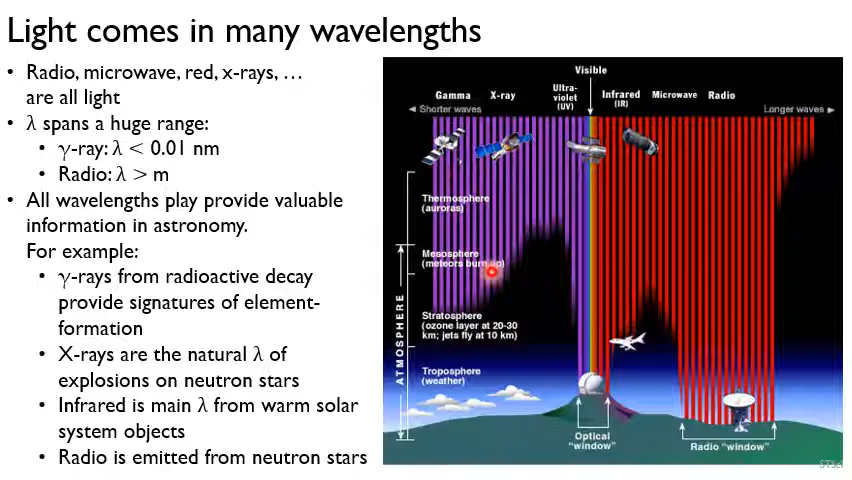 Light comes in many wavelengths
• Radio, microwave, red, x-rays, …
are all light
• λ spans a huge range:
• γ-ray: λ < 0.01 nm
• Radio: λ > m
• All wavelengths play provide valuable
information in astronomy.
For example:
• γ-rays from radioactive decay
provide signatures of element-
formation
• X-rays are the natural λ of
explosions on neutron stars
• Infrared is main λ from warm solar
system objects
• Radio is emitted from neutron stars
Visible
Gamma
X-ray
Ultra-
violet
(UV)
Infrared
(IR)
Microwave
Radio
◄ Shorter waves
Longer waves ►
Thermosphere
(auroras)
Mesosphere
(meteors burn up)
Stratosphere
(ozone layer at 20-30
km; jets fly at 10 km)
Troposphere
(weather)
ATMOSPHERE
Optical
"window"
Radio "window"
STScI